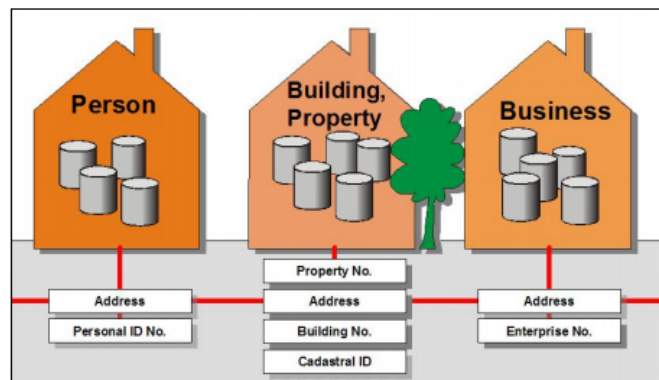 Person
Building,
Property
Business
Property No.
Address
Address
Address
Personal ID No.
Building No.
Enterprise No.
Cadastral ID